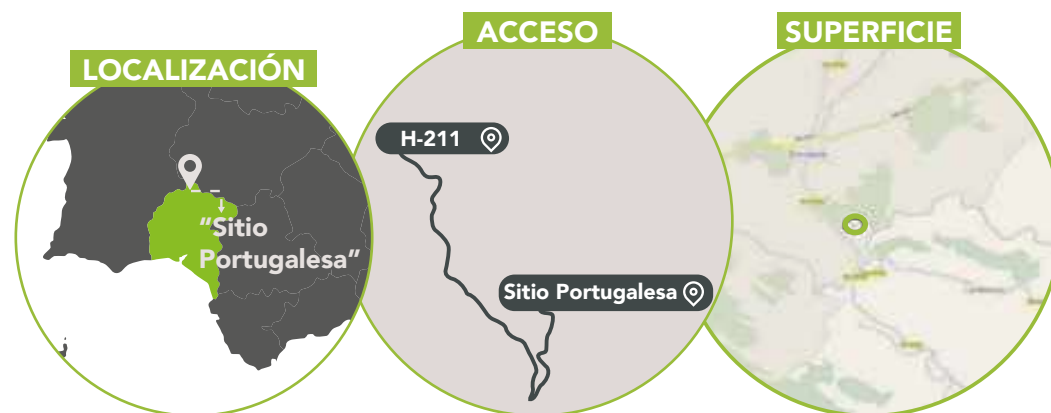 LOCALIZACIÓN
"Sitio
Portugalesa"
ACCESO
H-211
Sitio Portugalesa
SUPERFICIE